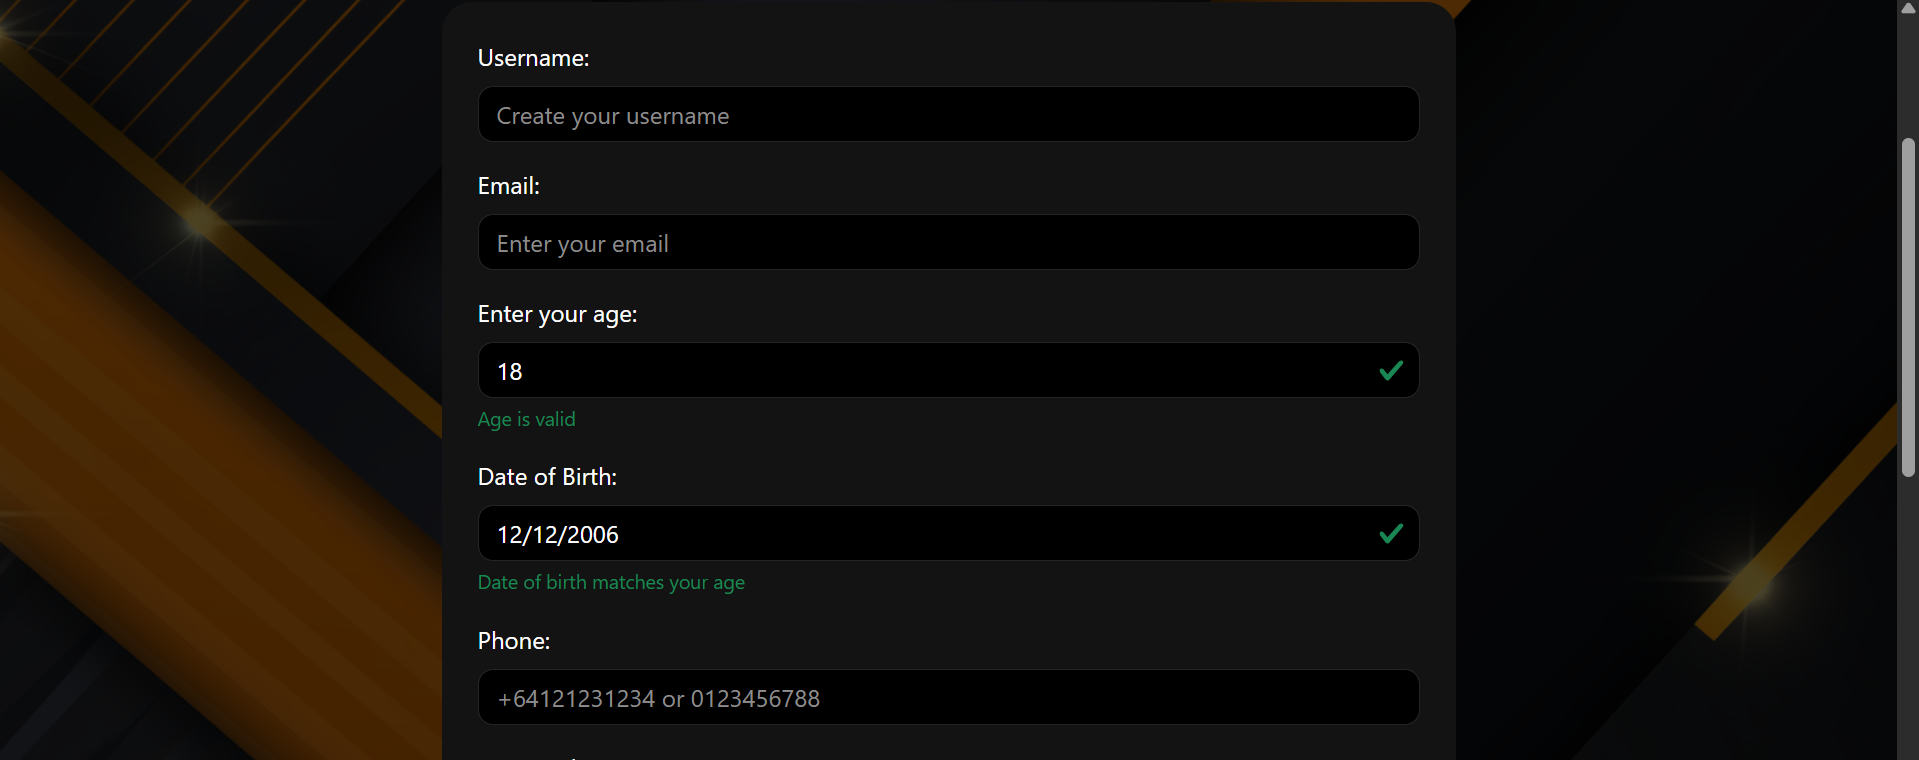 Username:
Create your username
Email:
Enter your email
Enter your age:
18
Age is valid
Date of Birth:
12/12/2006
Date of birth matches your age
Phone:
+64121231234 or 0123456788